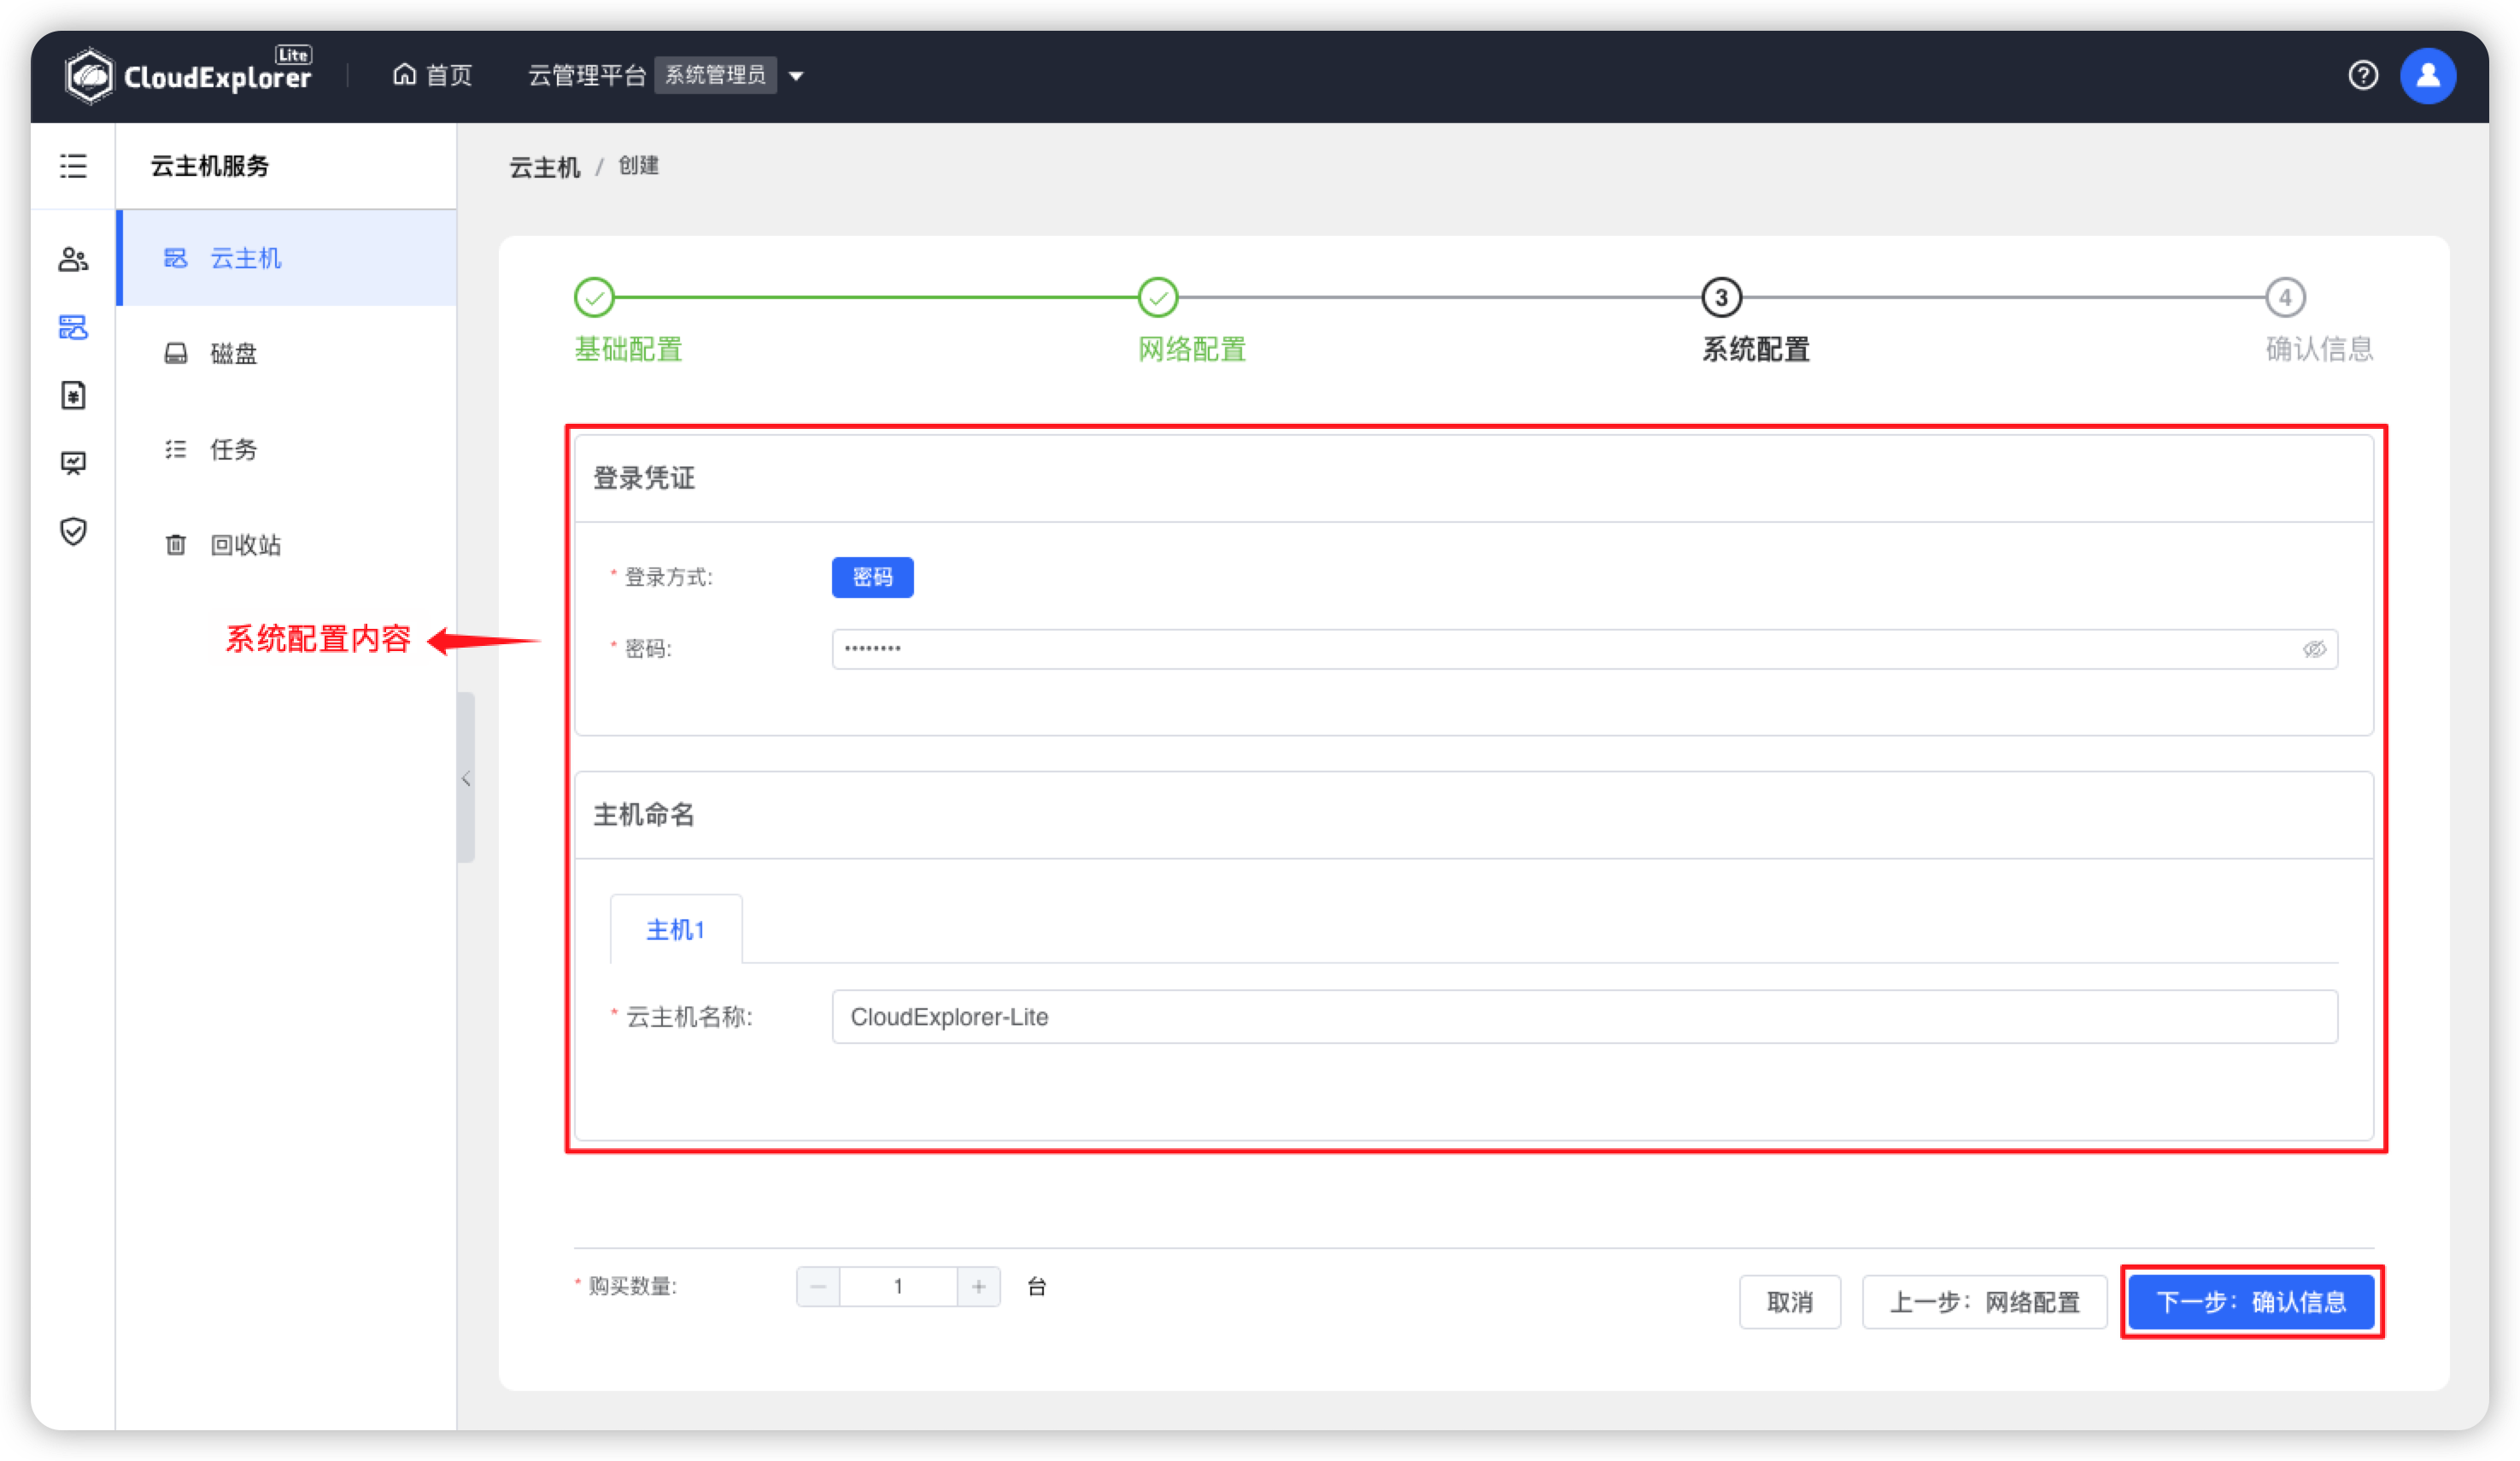 CloudExplorer Lite
首页
云管理平台 系统管理员
云主机服务
云主机
磁盘
任务
回收站
系统配置内容
云主机 / 创建
基础配置
网络配置
3
系统配置
4
确认信息
登录凭证
* 登录方式: 密码
* 密码: ••••••••
主机命名
主机1
* 云主机名称: CloudExplorer-Lite
* 购买数量: 1 台
取消
上一步：网络配置
下一步：确认信息